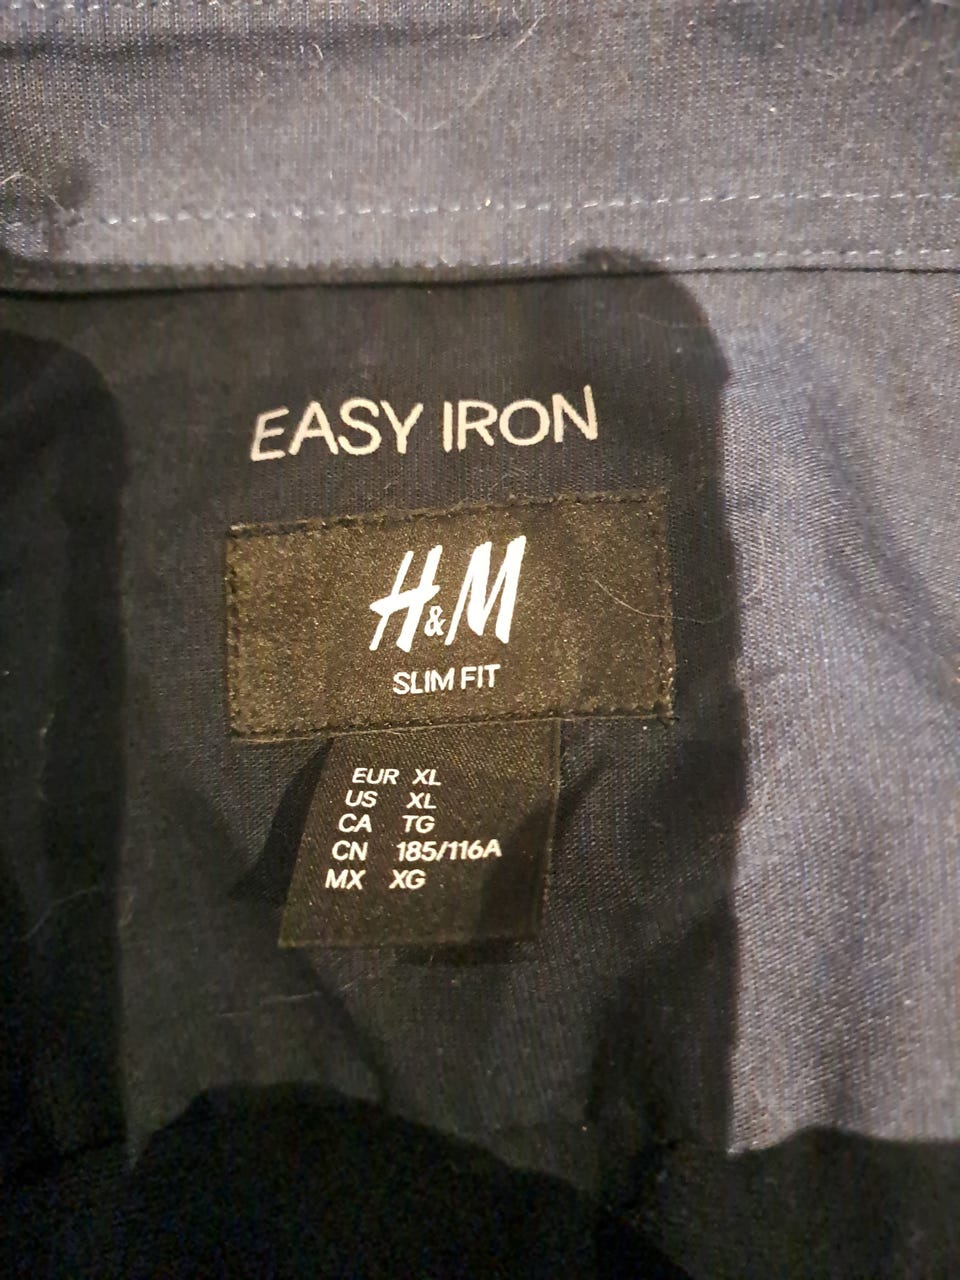 EASY IRON
H&M
SLIM FIT
EUR XL
US XL
CA TG
CN 185/116A
MX XG